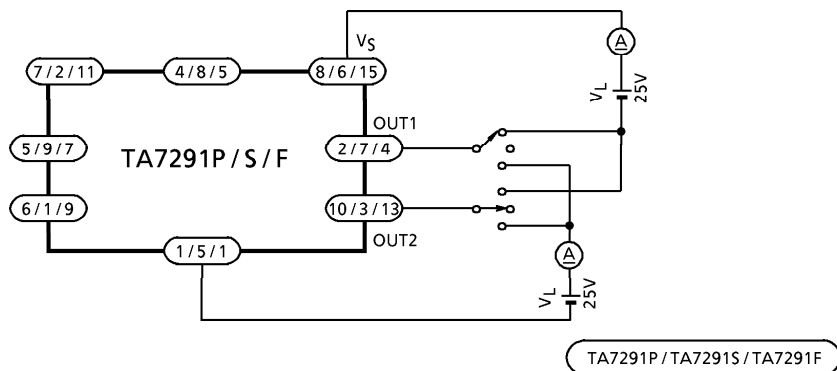 VS
A
7/2/11
4/8/5
8/6/15
VL
25V
OUT1
5/9/7
TA7291P/S/F
2/7/4
6/1/9
10/3/13
OUT2
1/5/1
A
VL
25V
TA7291P/TA7291S/TA7291F